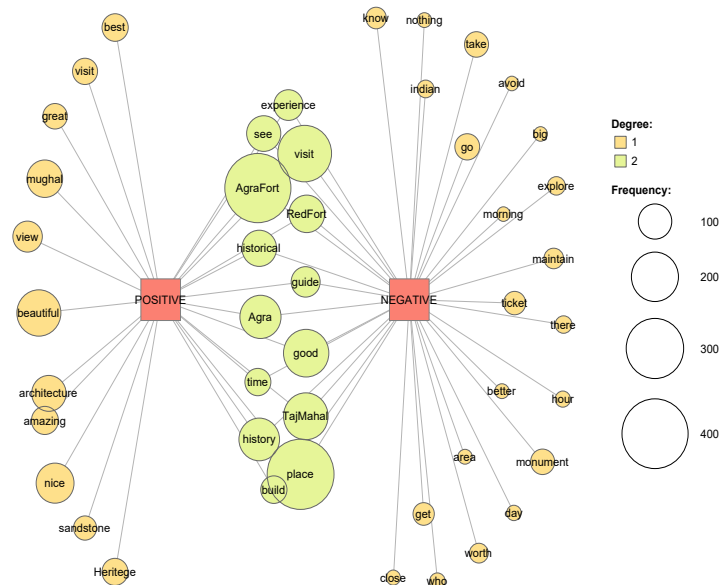 best
visit
great
mughal
view
beautiful
architecture
amazing
nice
sandstone
Heritege
POSITIVE
experience
see
visit
AgraFort
RedFort
historical
guide
Agra
good
time
TajMahal
history
place
build
NEGATIVE
know
nothing
take
indian
avoid
go
big
explore
morning
maintain
ticket
there
better
hour
area
monument
get
day
worth
close
who
Degree:
1
2
Frequency:
100
200
300
400